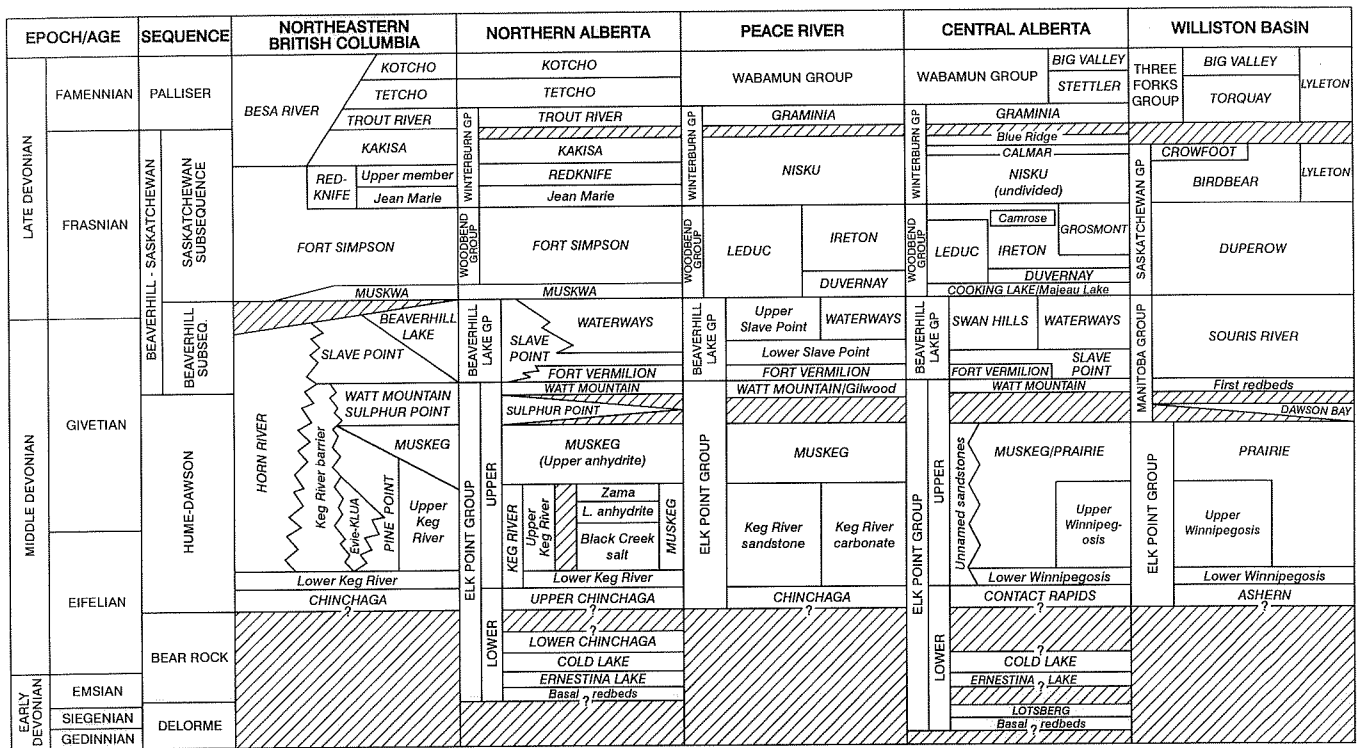 EPOCH/AGE
SEQUENCE
NORTHEASTERN
BRITISH COLUMBIA
NORTHERN ALBERTA
PEACE RIVER
CENTRAL ALBERTA
WILLISTON BASIN
LATE DEVONIAN
FAMENNIAN
FRASNIAN
MIDDLE DEVONIAN
GIVETIAN
EIFELIAN
EARLY
DEVONIAN
EMSIAN
SIEGENIAN
GEDINNIAN
PALLISER
BEAVERHILL - SASKATCHEWAN
SASKATCHEWAN
SUBSEQUENCE
BEAVERHILL
SUBSEQ.
HUME-DAWSON
BEAR ROCK
DELORME
BESA RIVER
KOTCHO
TETCHO
TROUT RIVER
KAKISA
RED-
KNIFE
Upper member
Jean Marie
FORT SIMPSON
MUSKWA
BEAVERHILL
LAKE
SLAVE POINT
HORN RIVER
Keg River barrier
WATT MOUNTAIN
SULPHUR POINT
MUSKEG
Evie-KLUA
PINE POINT
Upper
Keg
River
Lower Keg River
CHINCHAGA
?
KOTCHO
TETCHO
WINTERBURN GP
TROUT RIVER
KAKISA
REDKNIFE
Jean Marie
WOODBEND
GROUP
FORT SIMPSON
MUSKWA
BEAVERHILL
LAKE GP
SLAVE
POINT
WATERWAYS
FORT VERMILION
WATT MOUNTAIN
SULPHUR POINT
ELK POINT GROUP
UPPER
MUSKEG
(Upper anhydrite)
KEG RIVER
Upper
Keg River
Zama
L. anhydrite
Black Creek
salt
MUSKEG
Lower Keg River
LOWER
UPPER CHINCHAGA
?
?
LOWER CHINCHAGA
COLD LAKE
ERNESTINA LAKE
Basal redbeds
?
WABAMUN GROUP
WINTERBURN GP
GRAMINIA
NISKU
WOODBEND
GROUP
LEDUC
IRETON
DUVERNAY
BEAVERHILL
LAKE GP
Upper
Slave Point
WATERWAYS
Lower Slave Point
FORT VERMILION
WATT MOUNTAIN/Gilwood
ELK POINT GROUP
MUSKEG
Keg River
sandstone
Keg River
carbonate
CHINCHAGA
?
WABAMUN GROUP
BIG VALLEY
STETTLER
WINTERBURN GP
GRAMINIA
Blue Ridge
CALMAR
NISKU
(undivided)
WOODBEND
GROUP
LEDUC
Camrose
IRETON
GROSMONT
DUVERNAY
COOKING LAKE/Majeau Lake
BEAVERHILL
LAKE GP
SWAN HILLS
WATERWAYS
SLAVE
POINT
FORT VERMILION
WATT MOUNTAIN
ELK POINT GROUP
UPPER
Unnamed sandstones
MUSKEG/PRAIRIE
Upper
Winnipeg-
osis
Lower Winnipegosis
LOWER
CONTACT RAPIDS
?
?
COLD LAKE
ERNESTINA LAKE
?
LOTSBERG
Basal redbeds
?
THREE
FORKS
GROUP
BIG VALLEY
TORQUAY
LYLETON
SASKATCHEWAN GP
CROWFOOT
BIRDBEAR
LYLETON
DUPEROW
MANITOBA GROUP
SOURIS RIVER
First redbeds
DAWSON BAY
ELK POINT GROUP
PRAIRIE
Upper
Winnipegosis
Lower Winnipegosis
ASHERN
?